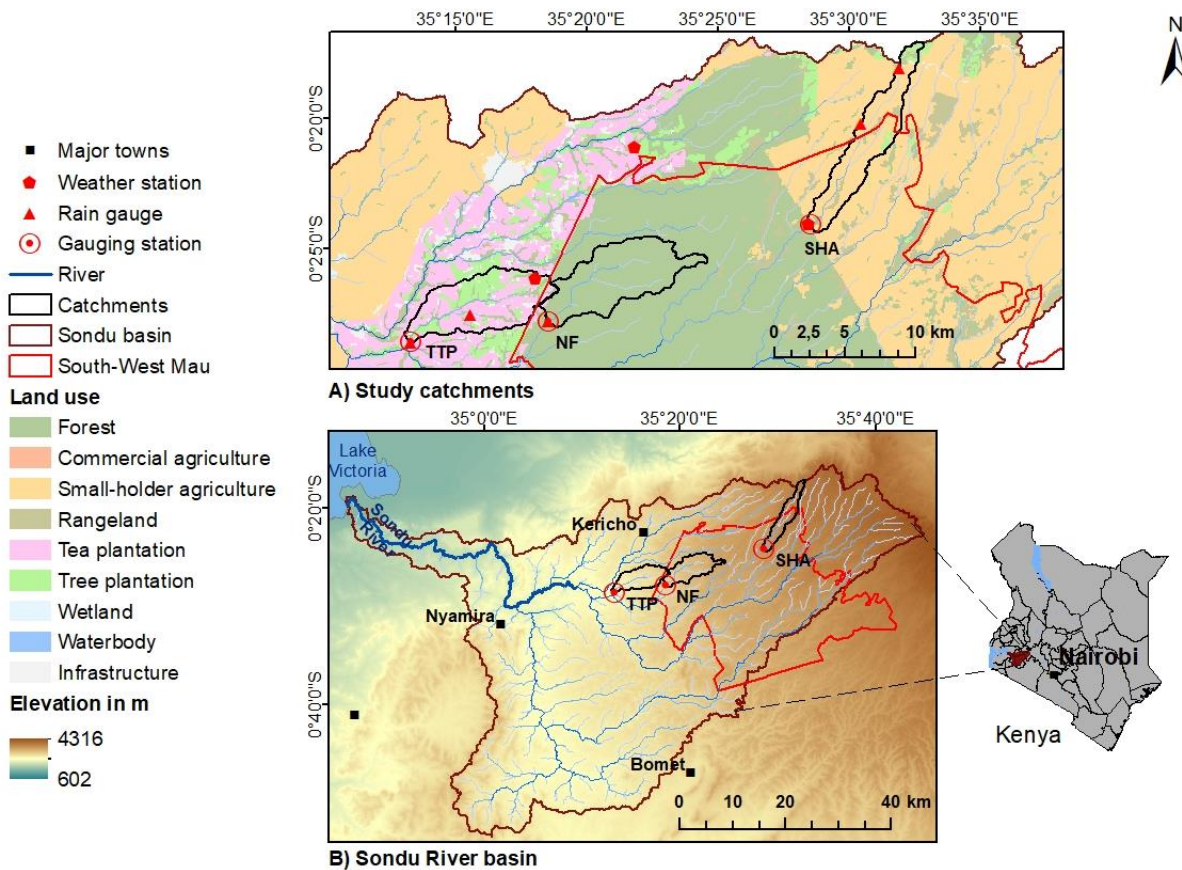 35°15'0"E
35°20'0"E
35°25'0"E
35°30'0"E
35°35'0"E
N
0°20'0"S
0°25'0"S
SHA
TTP
NF
0 2,5 5 10 km
A) Study catchments
Major towns
Weather station
Rain gauge
Gauging station
River
Catchments
Sondu basin
South-West Mau
Land use
Forest
Commercial agriculture
Small-holder agriculture
Rangeland
Tea plantation
Tree plantation
Wetland
Waterbody
Infrastructure
Elevation in m
4316
602
35°0'0"E
35°20'0"E
35°40'0"E
0°20'0"S
0°40'0"S
Lake
Victoria
Sondu
River
Kericho
SHA
TTP
NF
Nyamira
Bomet
0 10 20 40 km
B) Sondu River basin
Nairobi
Kenya